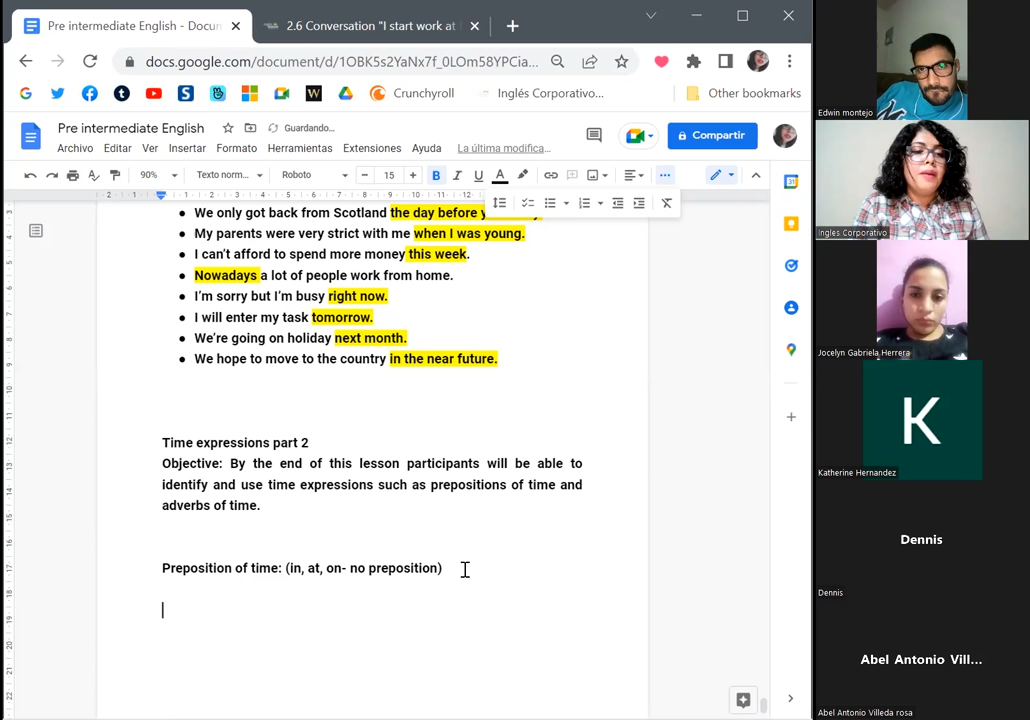 Pre intermediate English - Docum
2.6 Conversation "I start work at
docs.google.com/document/d/1OBK5s2YaNx7f_0LOm58YPCia...
Crunchyroll
Inglés Corporativo...
Other bookmarks
Pre intermediate English
Guardando...
Archivo Editar Ver Insertar Formato Herramientas Extensiones Ayuda La última modifica...
Compartir
90% Texto norm... Roboto 15
We only got back from Scotland the day before
My parents were very strict with me when I was young.
I can't afford to spend more money this week.
Nowadays a lot of people work from home.
I'm sorry but I'm busy right now.
I will enter my task tomorrow.
We're going on holiday next month.
We hope to move to the country in the near future.
Time expressions part 2
Objective: By the end of this lesson participants will be able to
identify and use time expressions such as prepositions of time and
adverbs of time.
Preposition of time: (in, at, on- no preposition)
Edwin montejo
Ingles Corporativo
Jocelyn Gabriela Herrera
K
Katherine Hernandez
Dennis
Dennis
Abel Antonio Vill...
Abel Antonio Villeda rosa